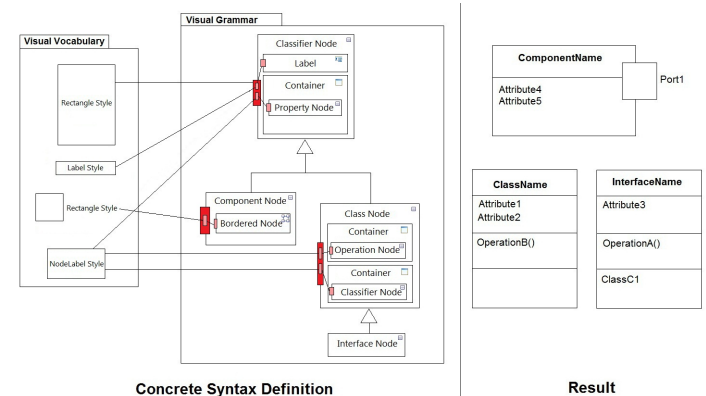 Visual Grammar
Visual Vocabulary
Rectangle Style
Label Style
Rectangle Style
NodeLabel Style
Classifier Node
Label
Container
Property Node
Component Node
Bordered Node
Class Node
Container
Operation Node
Container
Classifier Node
Interface Node
Concrete Syntax Definition
ComponentName
Attribute4
Attribute5
Port1
ClassName
Attribute1
Attribute2
OperationB()
InterfaceName
Attribute3
OperationA()
ClassC1
Result